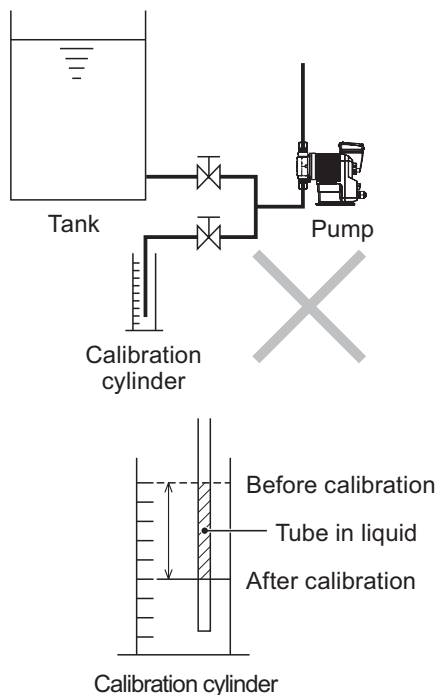 Tank
Pump
Calibration
cylinder
Before calibration
Tube in liquid
After calibration
Calibration cylinder